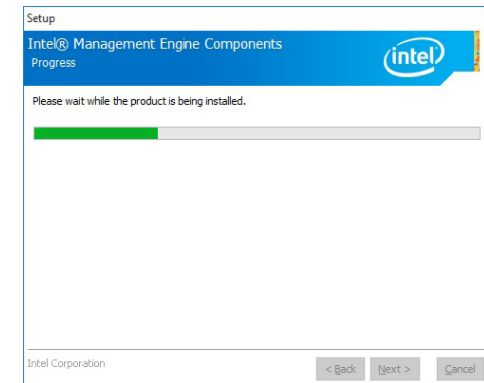 Setup
Intel® Management Engine Components
Progress
intel
Please wait while the product is being installed.
Intel Corporation
< Back Next > Cancel